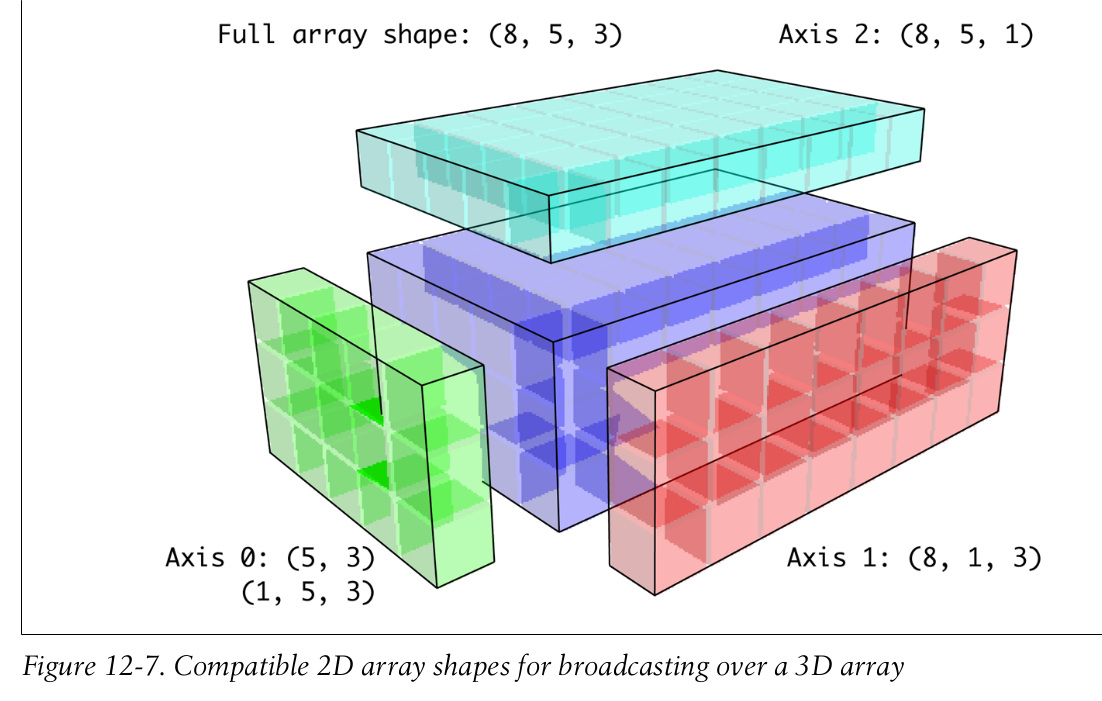 Full array shape: (8, 5, 3)
Axis 2: (8, 5, 1)
Axis 0: (5, 3)
(1, 5, 3)
Axis 1: (8, 1, 3)
Figure 12-7. Compatible 2D array shapes for broadcasting over a 3D array